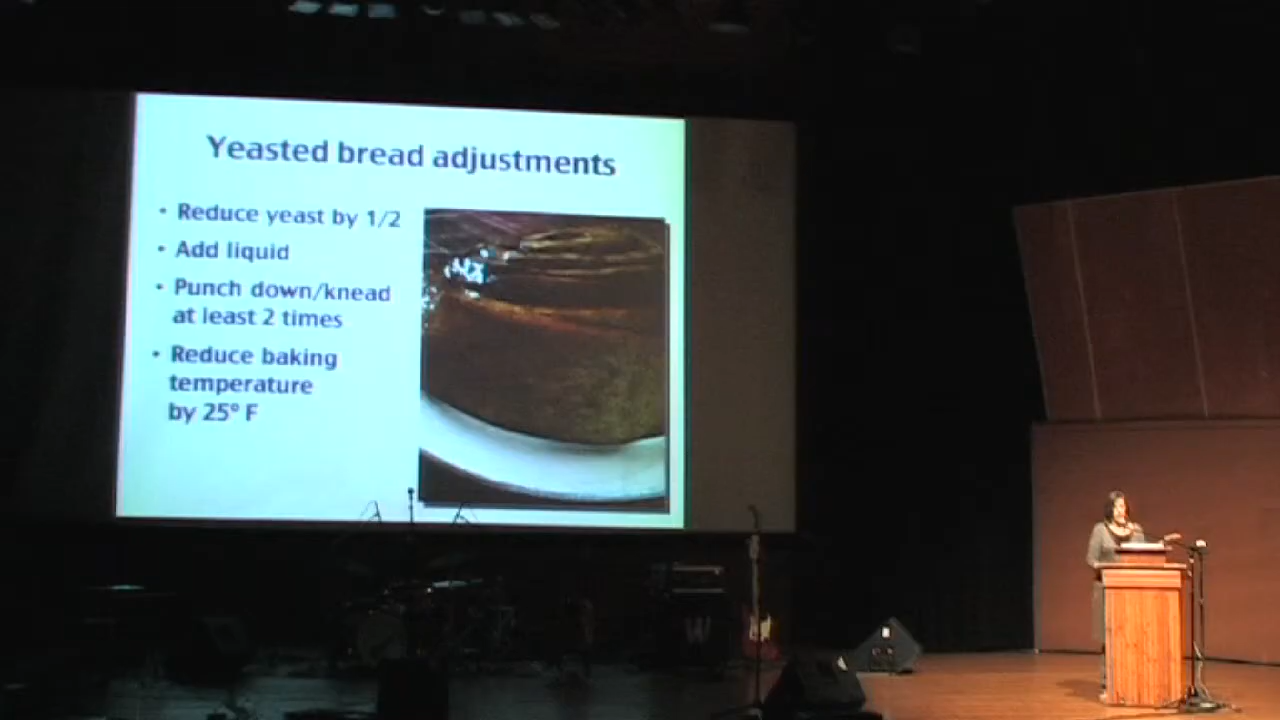 Yeasted bread adjustments
• Reduce yeast by 1/2
• Add liquid
• Punch down/knead
at least 2 times
• Reduce baking
temperature
by 25° F
W